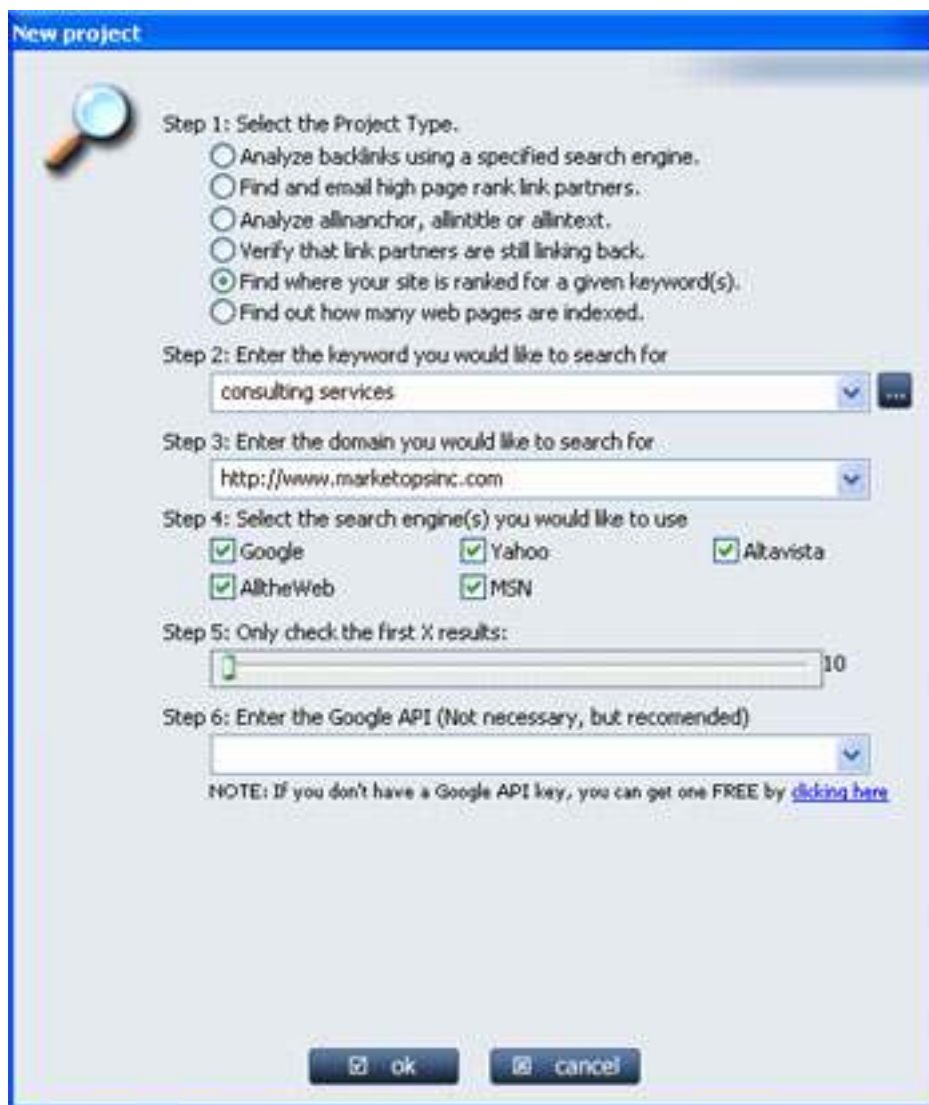 New project
Step 1: Select the Project Type.
Analyze backlinks using a specified search engine.
Find and email high page rank link partners.
Analyze allinanchor, allintitle or allintext.
Verify that link partners are still linking back.
Find where your site is ranked for a given keyword(s).
Find out how many web pages are indexed.
Step 2: Enter the keyword you would like to search for
consulting services
...
Step 3: Enter the domain you would like to search for
http://www.marketopsinc.com
Step 4: Select the search engine(s) you would like to use
Google Yahoo Altavista
AlltheWeb MSN
Step 5: Only check the first X results:
10
Step 6: Enter the Google API (Not necessary, but recomended)
NOTE: If you don't have a Google API key, you can get one FREE by clicking here
ok cancel